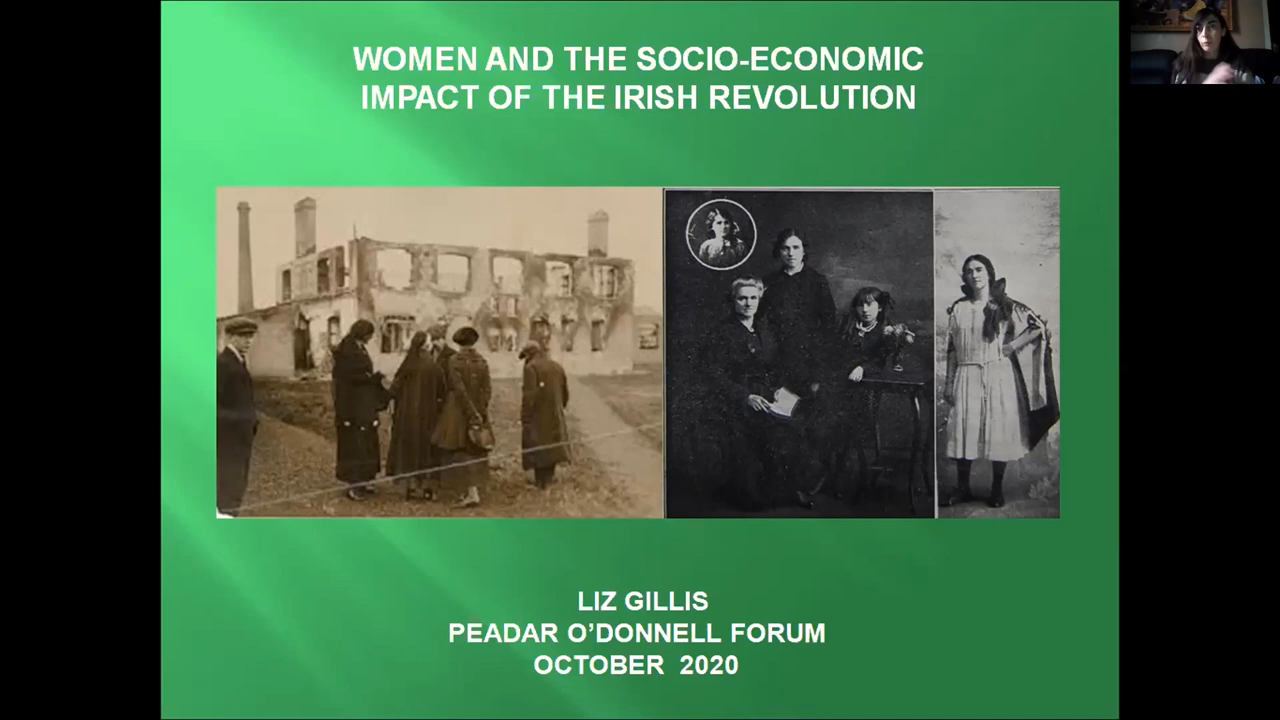 WOMEN AND THE SOCIO-ECONOMIC
IMPACT OF THE IRISH REVOLUTION
LIZ GILLIS
PEADAR O’DONNELL FORUM
OCTOBER 2020